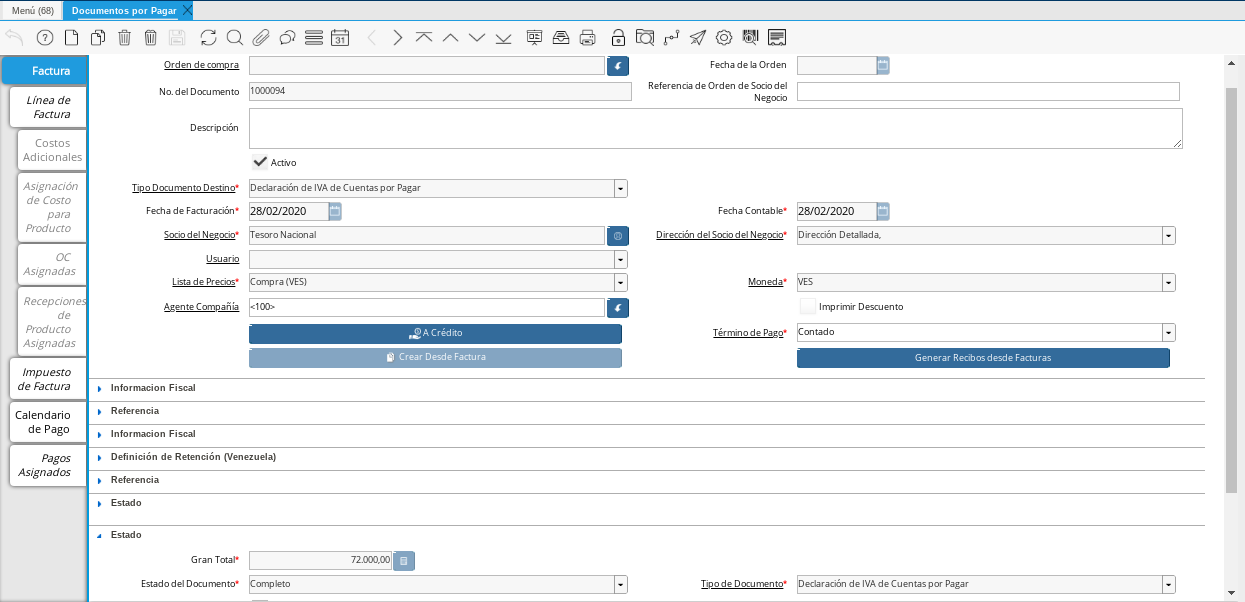 Menú (68)
Documentos por Pagar
31
Factura
Línea de
Factura
Costos
Adicionales
Asignación
de Costo
para
Producto
OC
Asignadas
Recepciones
de
Producto
Asignadas
Impuesto
de Factura
Calendario
de Pago
Pagos
Asignados
Orden de compra
Fecha de la Orden
No. del Documento 1000094
Referencia de Orden de Socio del
Negocio
Descripción
Activo
Tipo Documento Destino* Declaración de IVA de Cuentas por Pagar
Fecha de Facturación* 28/02/2020
Fecha Contable* 28/02/2020
Socio del Negocio* Tesoro Nacional
Dirección del Socio del Negocio* Dirección Detallada,
Usuario
Lista de Precios* Compra (VES)
Moneda* VES
Agente Compañía <100>
Imprimir Descuento
A Crédito
Término de Pago* Contado
Crear Desde Factura
Generar Recibos desde Facturas
Informacion Fiscal
Referencia
Informacion Fiscal
Definición de Retención (Venezuela)
Referencia
Estado
Estado
Gran Total* 72.000,00
Estado del Documento* Completo
Tipo de Documento* Declaración de IVA de Cuentas por Pagar